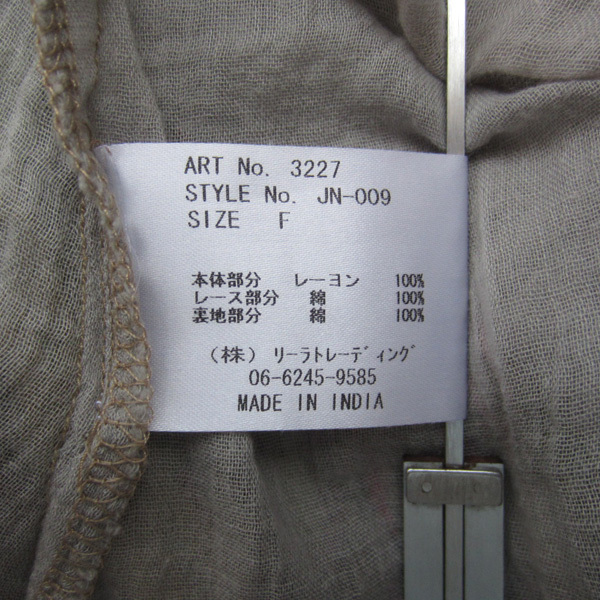 ART No. 3227
STYLE No. JN-009
SIZE F
本体部分 レーヨン 100%
レース部分 綿 100%
裏地部分 綿 100%
(株) リーラトレーディング
06-6245-9585
MADE IN INDIA